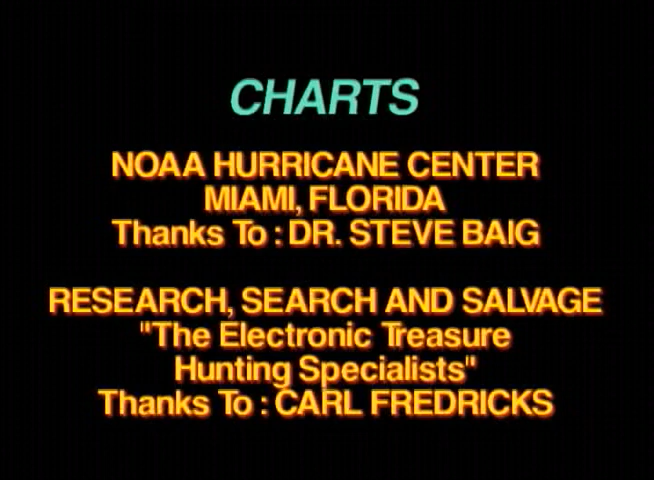 CHARTS
NOAA HURRICANE CENTER
MIAMI, FLORIDA
Thanks To : DR. STEVE BAIG
RESEARCH, SEARCH AND SALVAGE
"The Electronic Treasure
Hunting Specialists"
Thanks To : CARL FREDRICKS